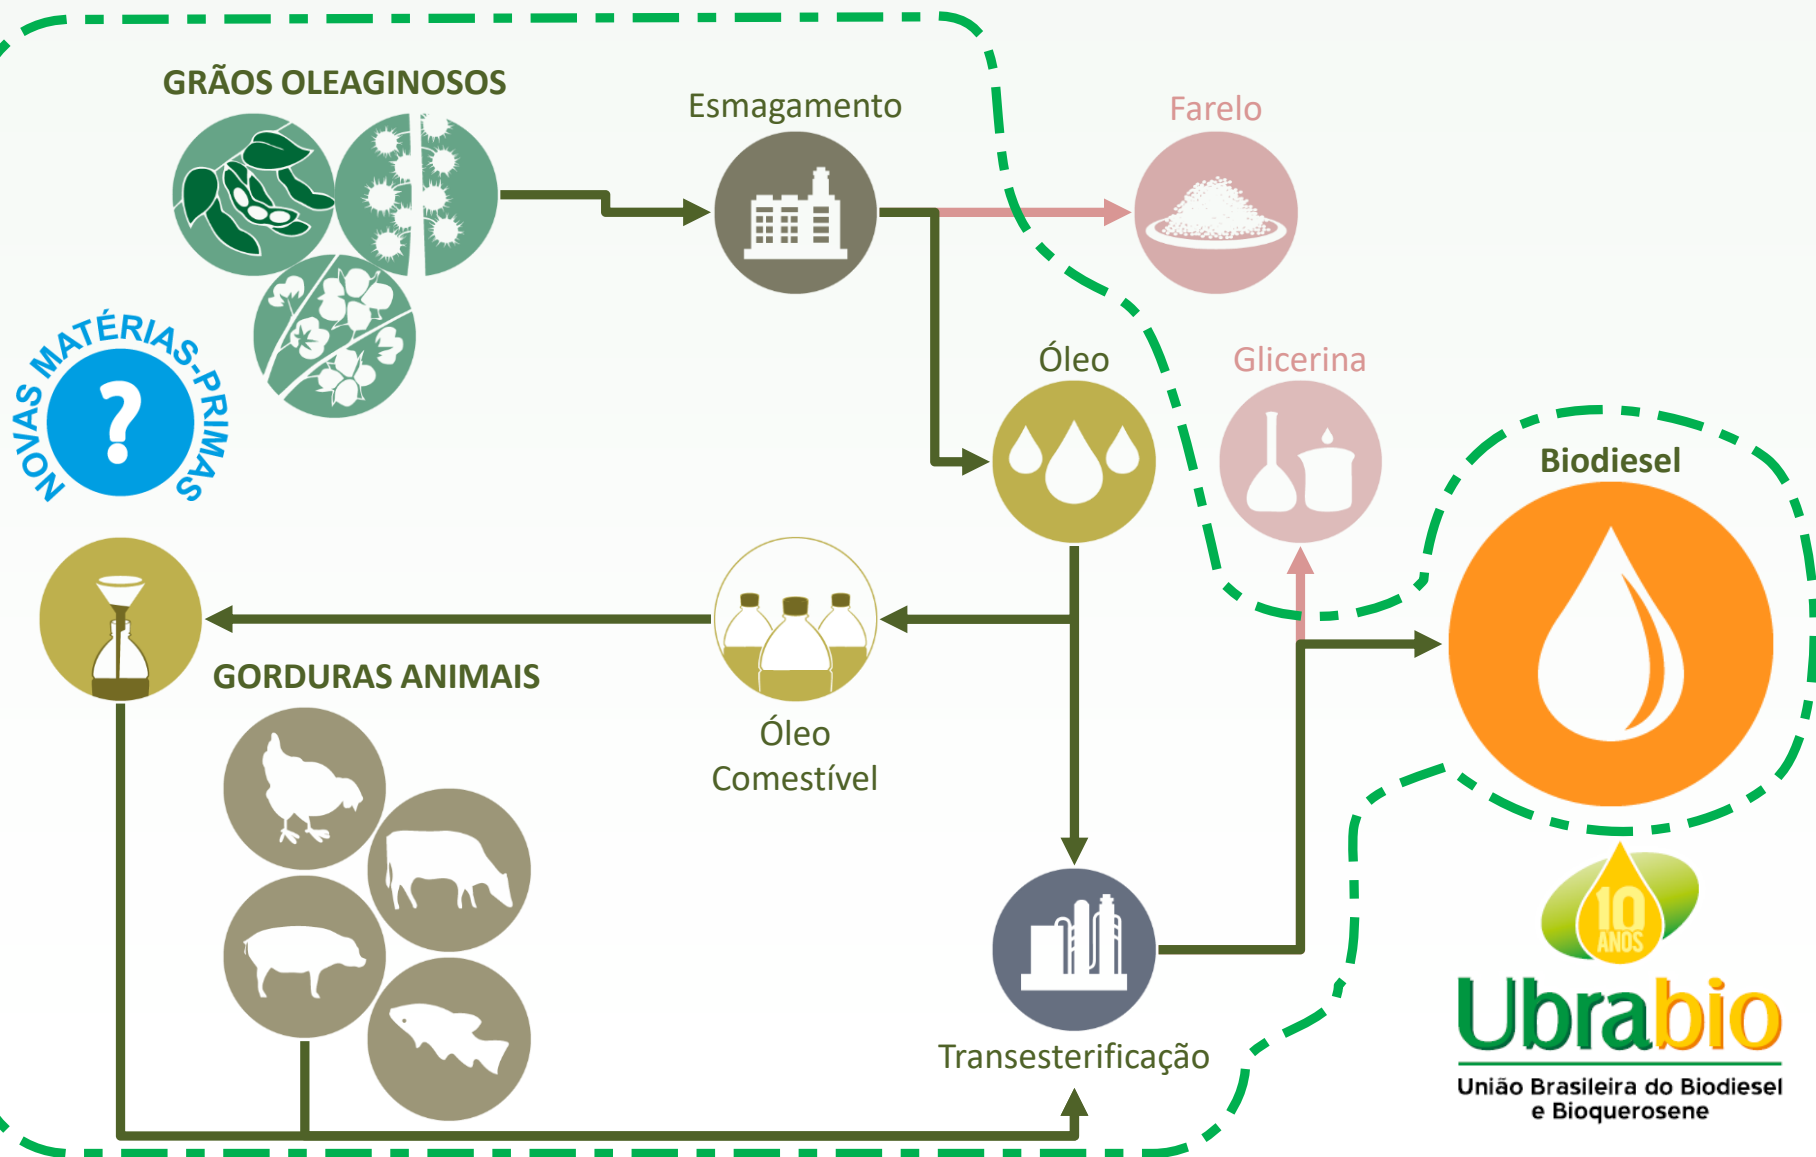 GRÃOS OLEAGINOSOS
Esmagamento
Farelo
NOVAS MATÉRIAS-PRIMAS
?
Óleo
Glicerina
Biodiesel
GORDURAS ANIMAIS
Óleo
Comestível
Transesterificação
10
ANOS
Ubrabio
União Brasileira do Biodiesel
e Bioquerosene